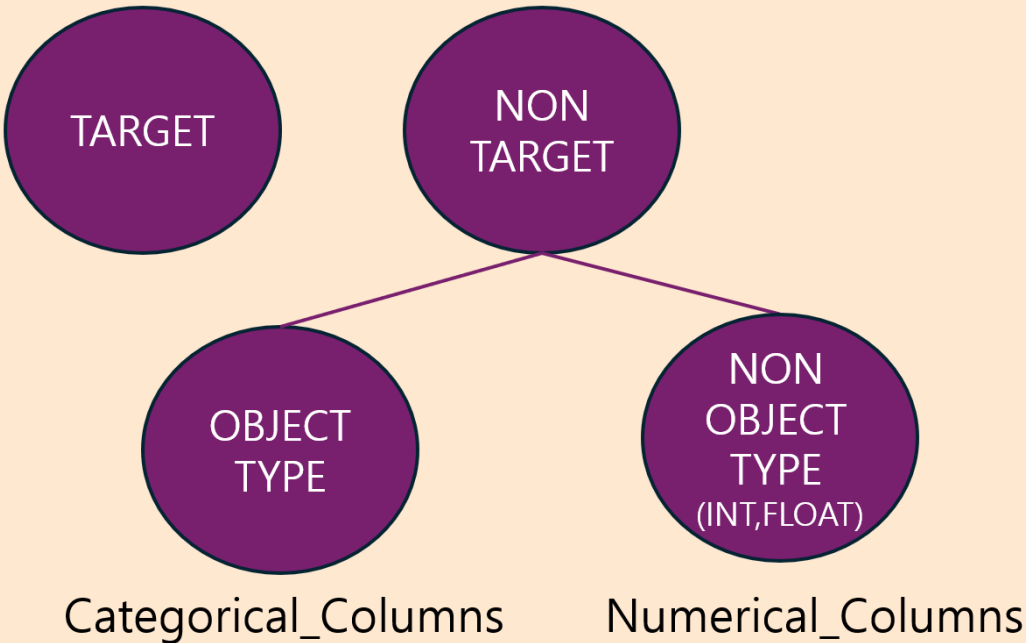 TARGET
NON
TARGET
OBJECT
TYPE
NON
OBJECT
TYPE
(INT,FLOAT)
Categorical_Columns
Numerical_Columns